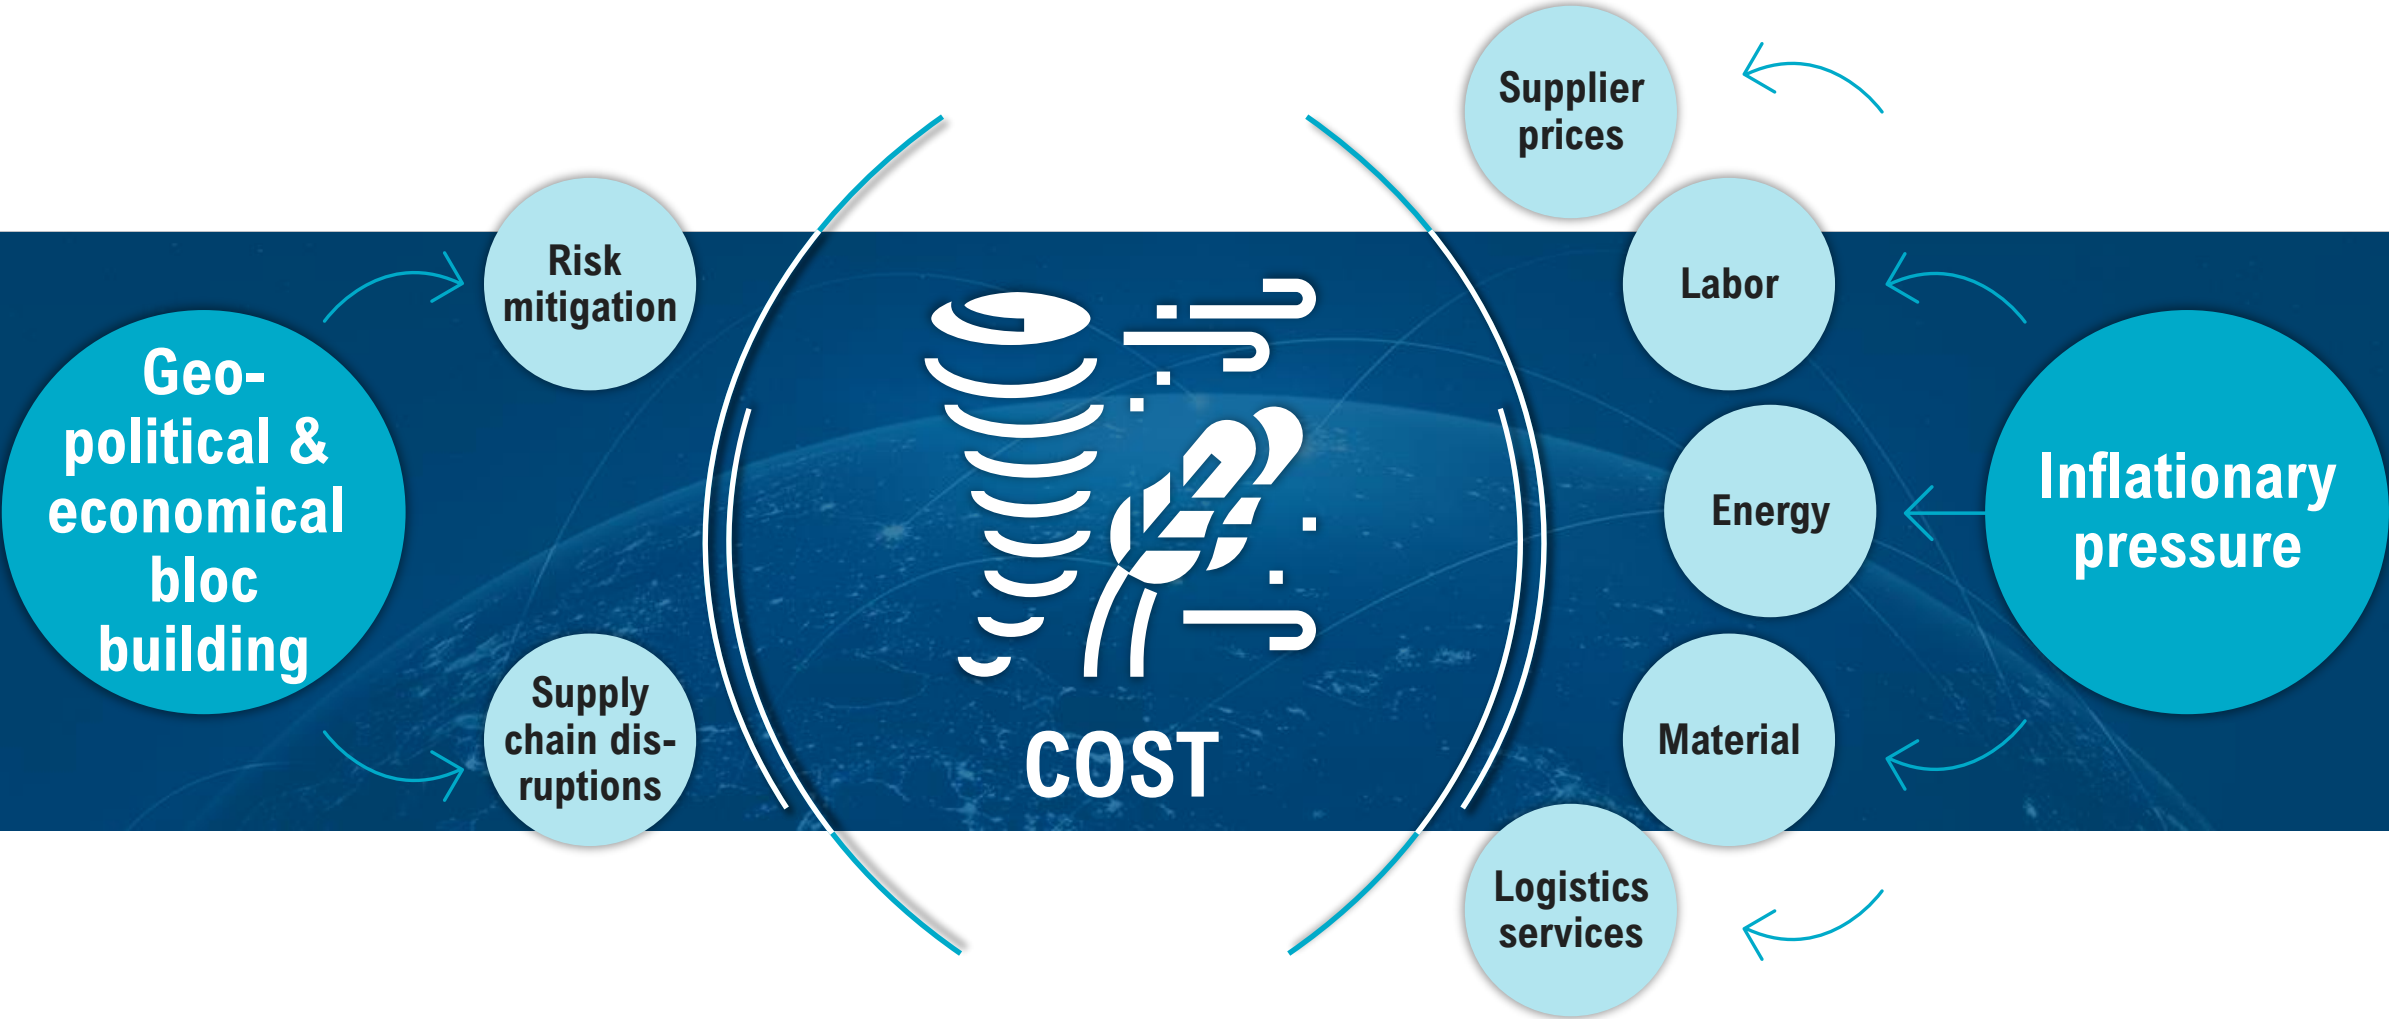 Geo-
political &
economical
bloc
building
Risk
mitigation
Supply
chain dis-
ruptions
COST
Supplier
prices
Labor
Energy
Material
Logistics
services
Inflationary
pressure